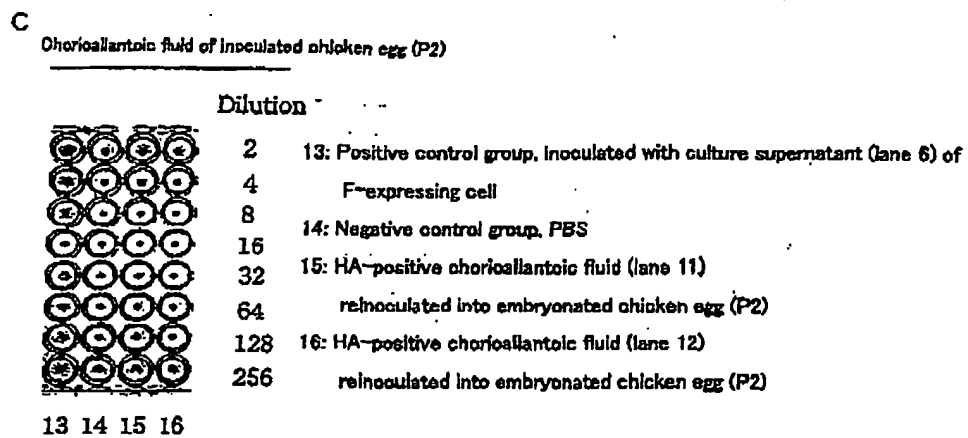 C
Chorioallantoic fluid of inoculated chicken egg (P2)
Dilution
2
4
8
16
32
64
128
256
13: Positive control group, inoculated with culture supernatant (lane 6) of
F-expressing cell
14: Negative control group, PBS
15: HA-positive chorioallantoic fluid (lane 11)
reinoculated into embryonated chicken egg (P2)
16: HA-positive chorioallantoic fluid (lane 12)
reinoculated into embryonated chicken egg (P2)
13 14 15 16